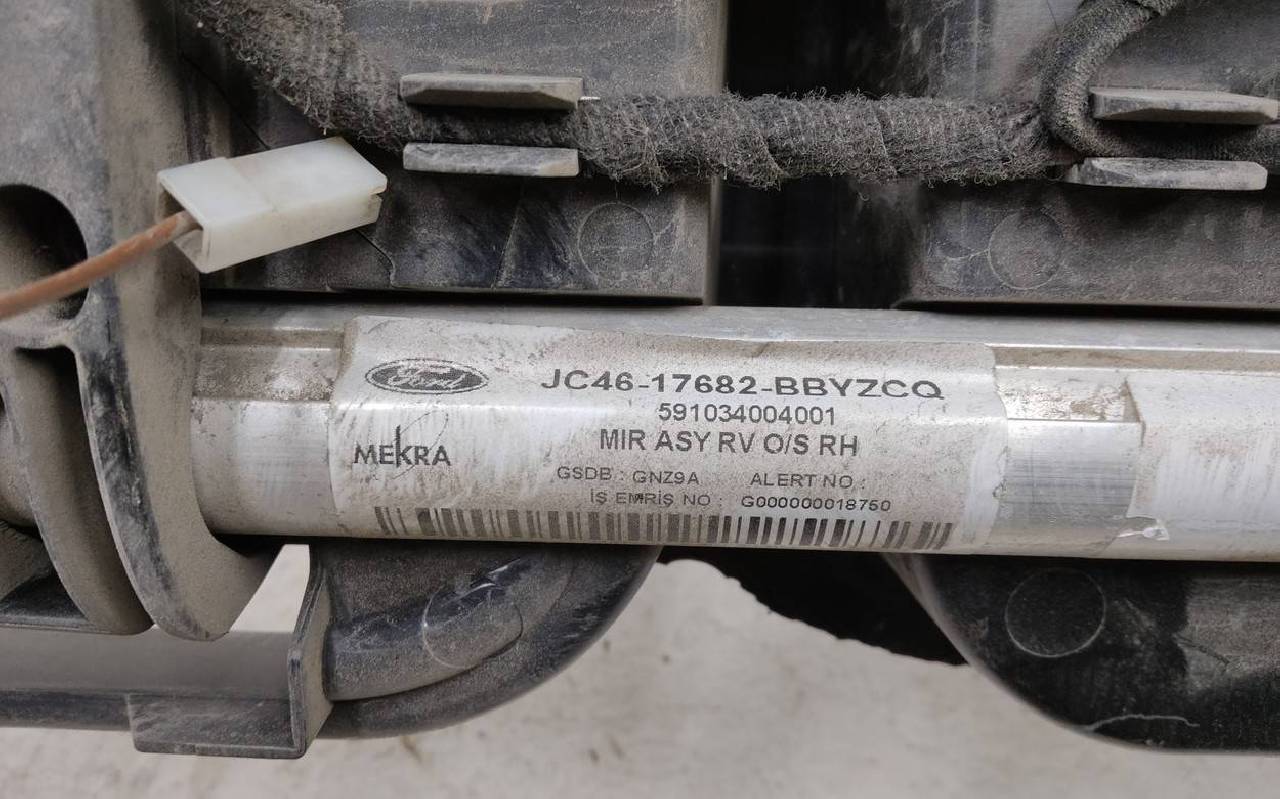 Ford JC46-17682-BBYZCQ
591034004001
MEKRA MIR ASY RV O/S RH
GSDB : GNZ9A ALERT NO :
İŞ EMRİŞ NO : G000000018750